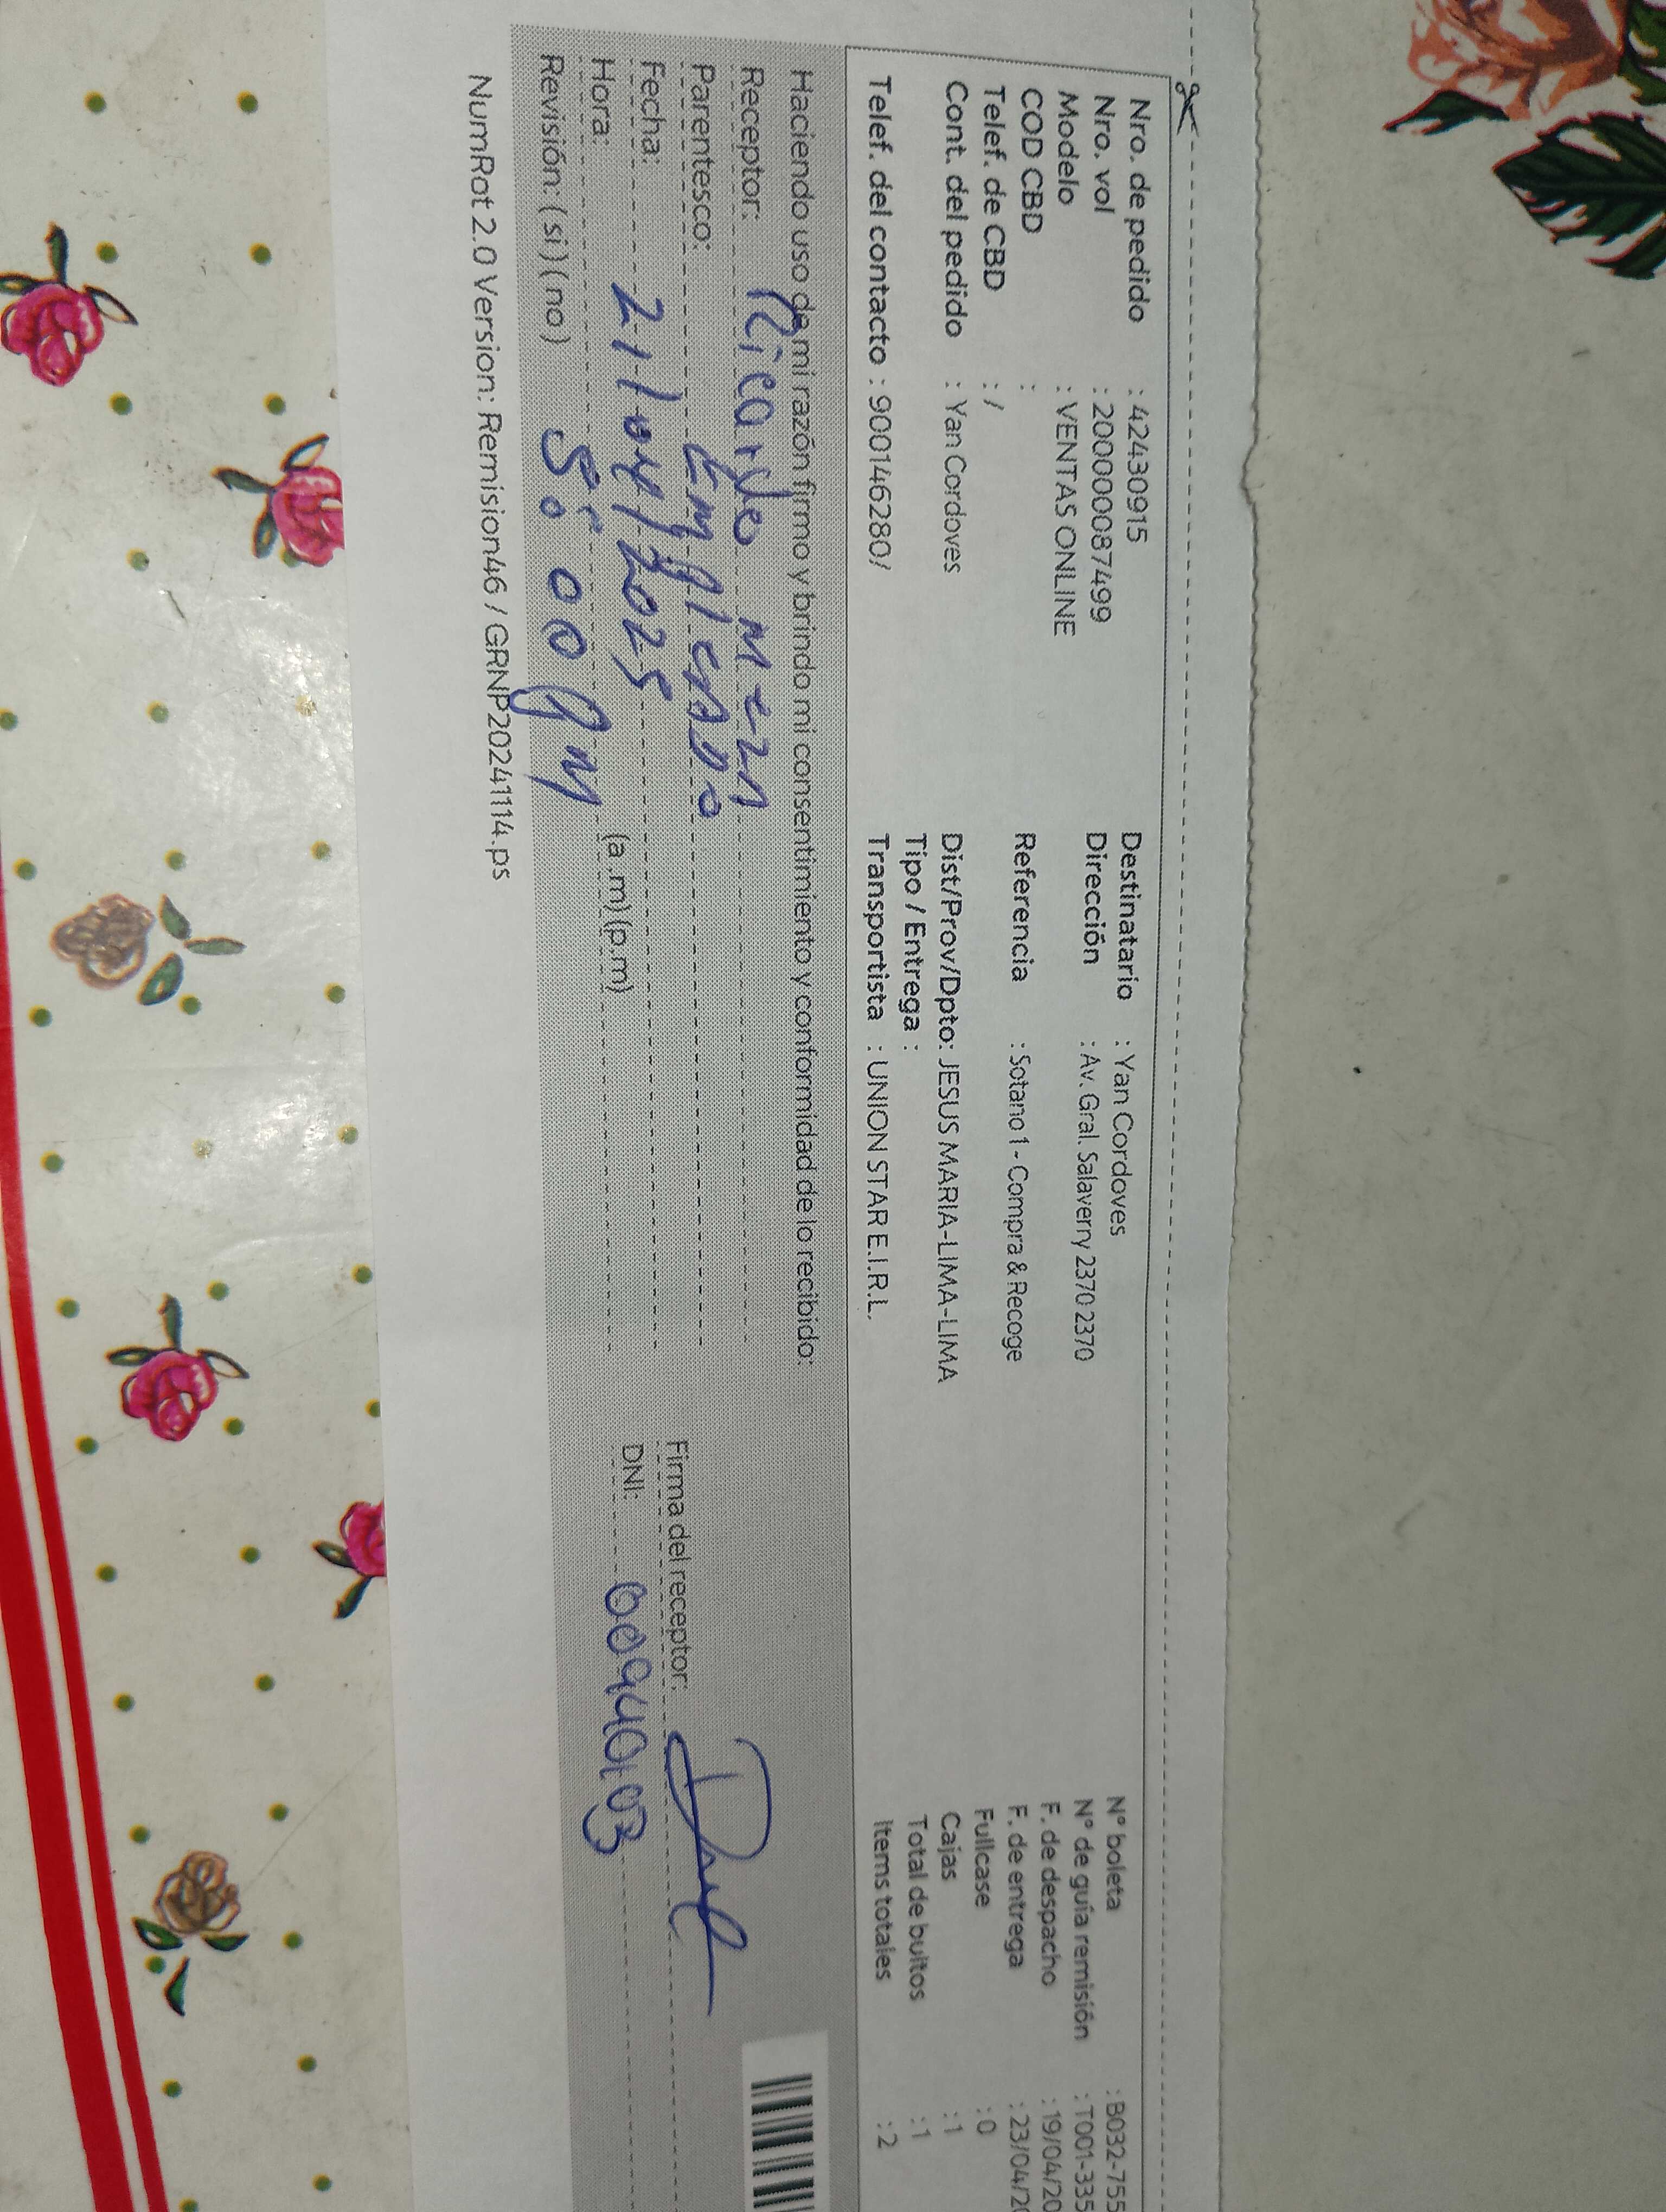 Nro. de pedido : 42430915
Nro. vol : 2000000087499
Modelo : VENTAS ONLINE
COD CBD :
Telef. de CBD : /
Cont. del pedido : Yan Cordoves
Telef. del contacto : 900146280/
Destinatario : Yan Cordoves
Dirección : Av. Gral. Salaverry 2370 2370
Referencia : Sotano 1 - Compra & Recoge
Dist/Prov/Dpto: JESUS MARIA-LIMA-LIMA
Tipo / Entrega :
Transportista : UNION STAR E.I.R.L.
N° boleta : B032-755
N° de guía remisión : T001-335
F. de despacho : 19/04/20
F. de entrega : 23/04/20
Fullcase : 0
Cajas : 1
Total de bultos : 1
Items totales : 2
Haciendo uso de mi razón firmo y brindo mi consentimiento y conformidad de lo recibido:
Receptor: Ricardo
Parentesco: Empleado
Fecha: 21/04/2025
Hora: 5:00 PM (a.m) (p.m)
Revisión: (si) (no)
Firma del receptor:
DNI: 00940103
NumRot 2.0 Version: Remision46 / GRNP20241114.ps